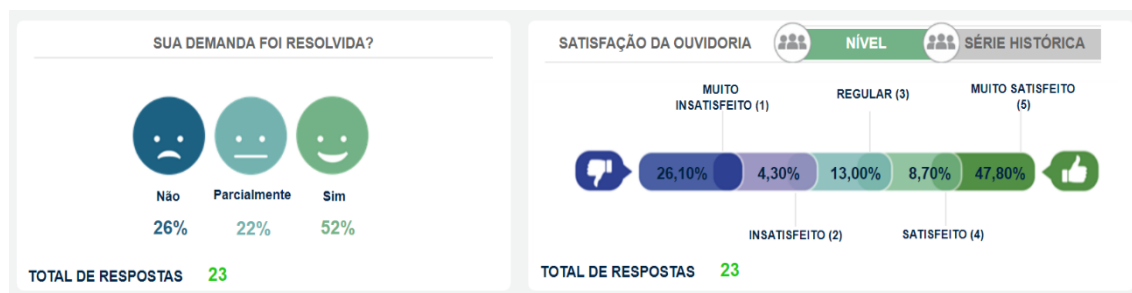 SUA DEMANDA FOI RESOLVIDA?
Não
Parcialmente
Sim
26%
22%
52%
TOTAL DE RESPOSTAS 23
SATISFAÇÃO DA OUVIDORIA
NÍVEL
SÉRIE HISTÓRICA
MUITO
INSATISFEITO (1)
REGULAR (3)
MUITO SATISFEITO
(5)
26,10%
4,30%
13,00%
8,70%
47,80%
INSATISFEITO (2)
SATISFEITO (4)
TOTAL DE RESPOSTAS 23